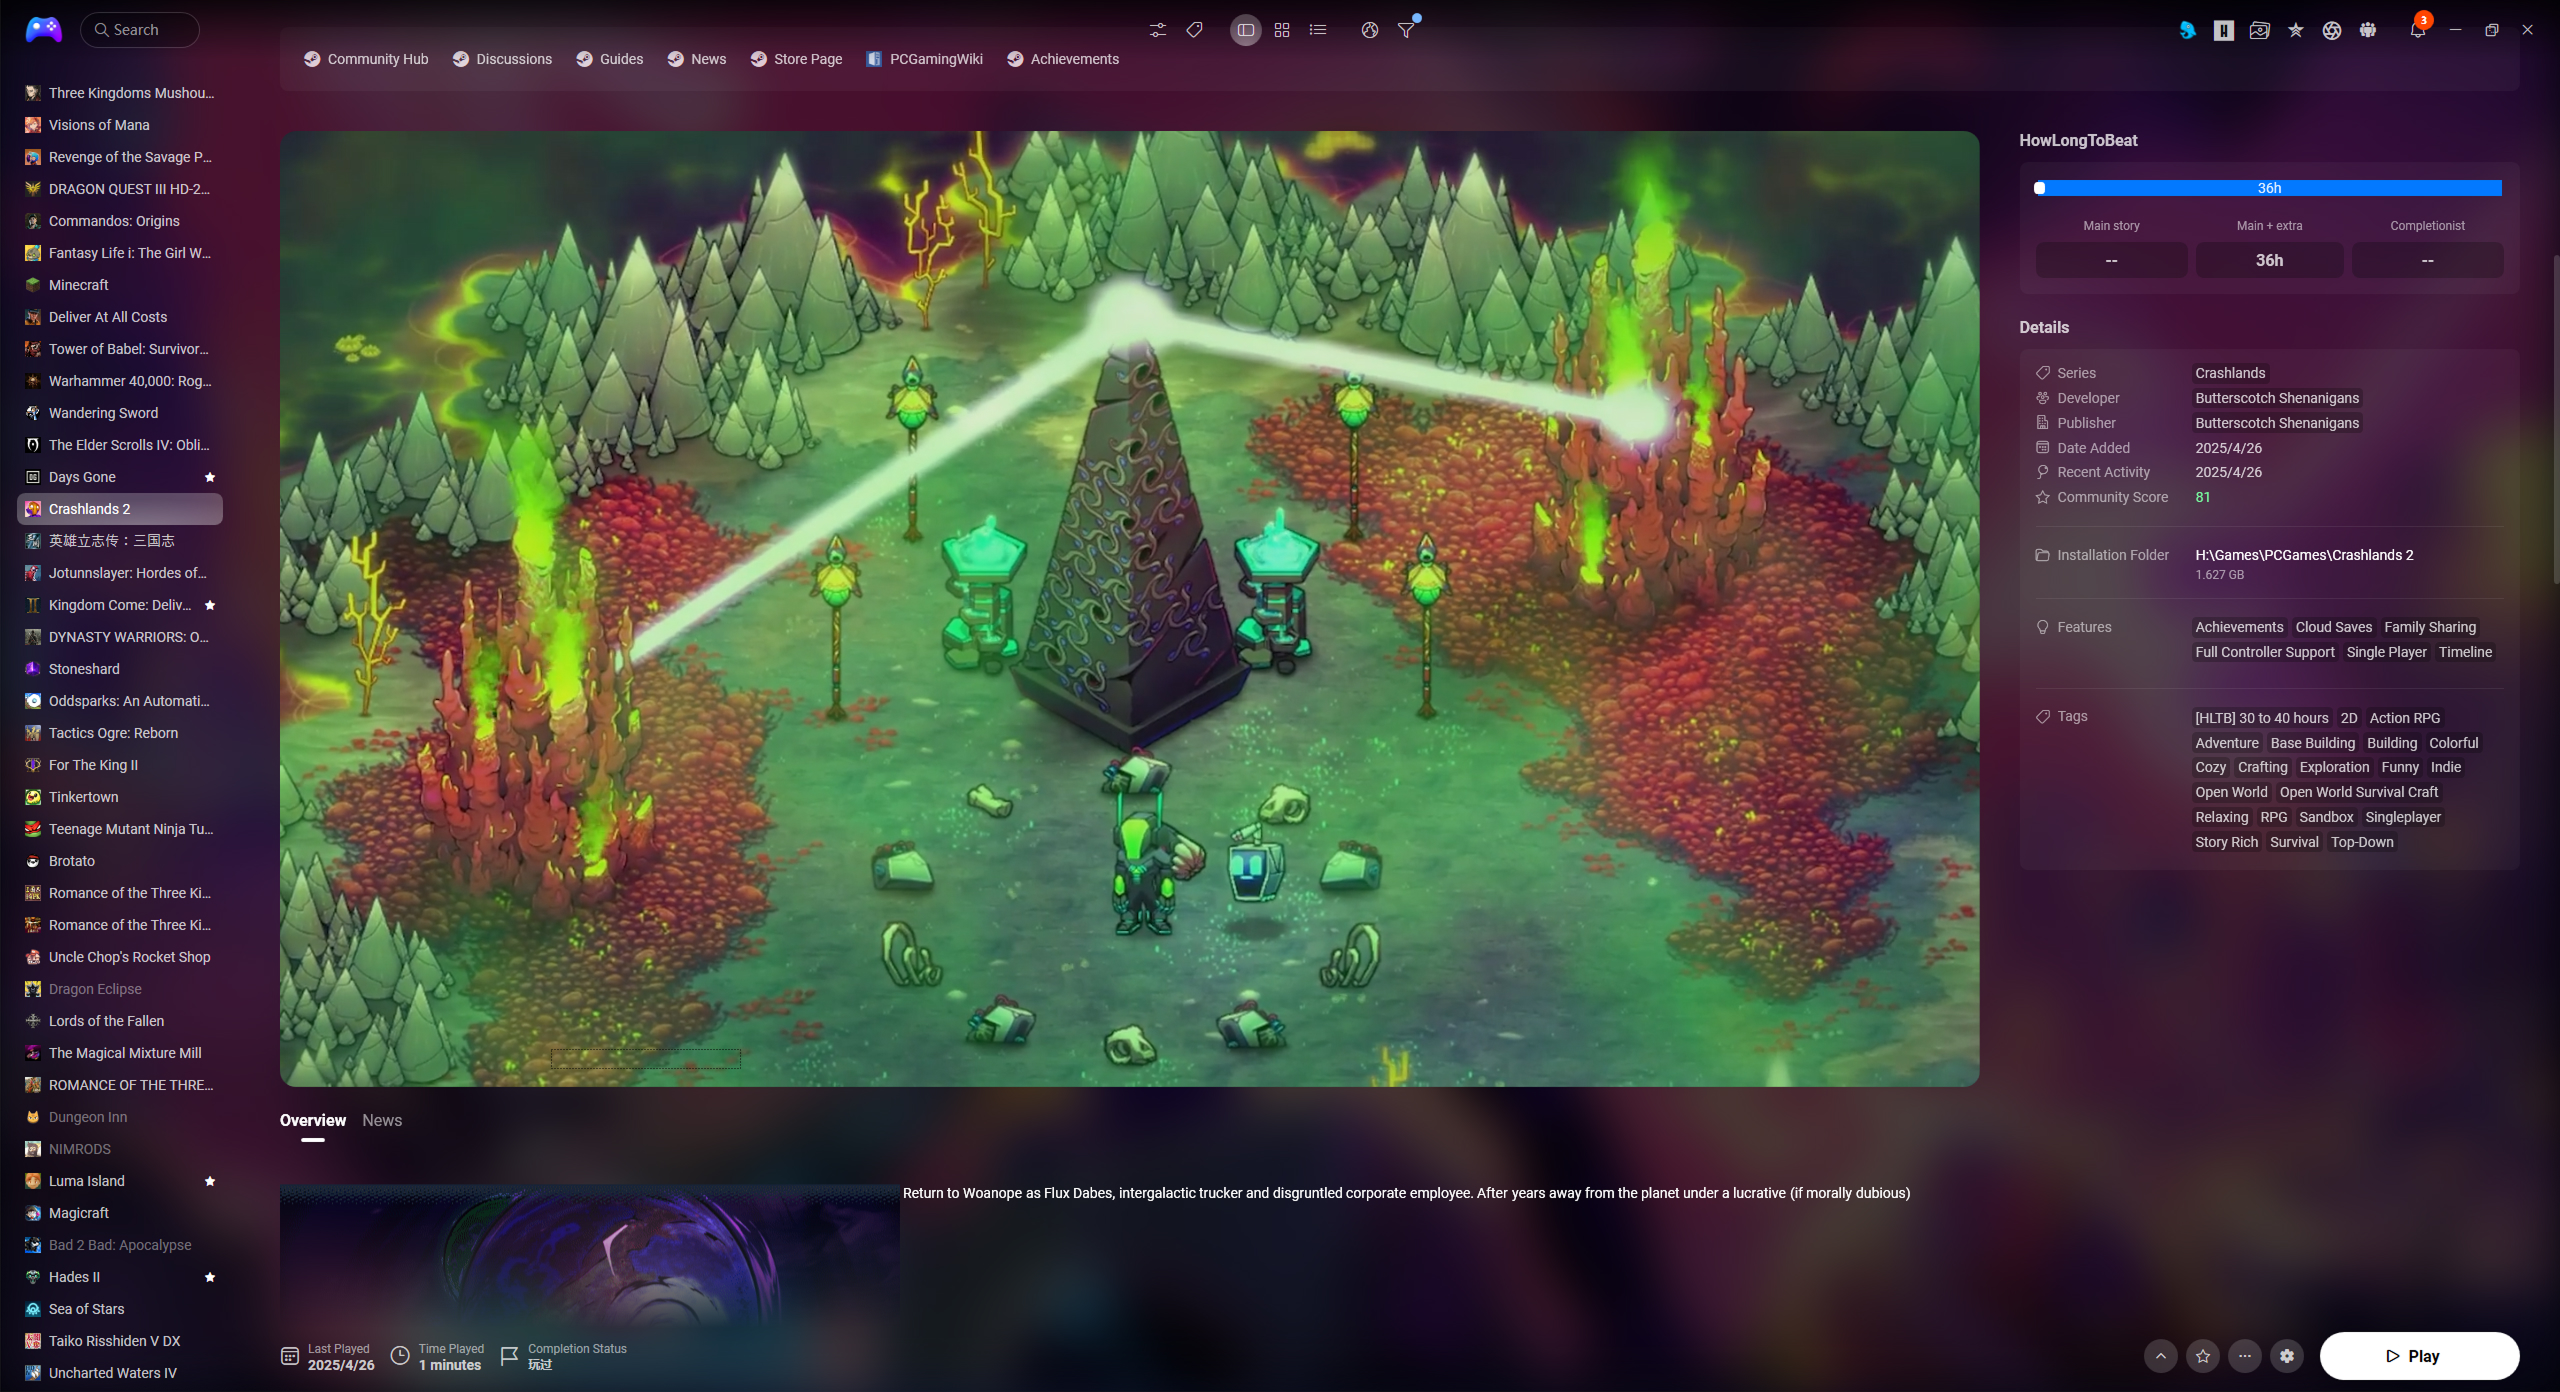 Search
3
Community Hub Discussions Guides News Store Page PCGamingWiki Achievements
Three Kingdoms Mushou...
Visions of Mana
Revenge of the Savage P...
DRAGON QUEST III HD-2...
Commandos: Origins
Fantasy Life i: The Girl W...
Minecraft
Deliver At All Costs
Tower of Babel: Survivor...
Warhammer 40,000: Rog...
Wandering Sword
The Elder Scrolls IV: Obli...
Days Gone
Crashlands 2
英雄立志传：三国志
Jotunnslayer: Hordes of...
Kingdom Come: Deliv...
DYNASTY WARRIORS: O...
Stoneshard
Oddsparks: An Automati...
Tactics Ogre: Reborn
For The King II
Tinkertown
Teenage Mutant Ninja Tu...
Brotato
Romance of the Three Ki...
Romance of the Three Ki...
Uncle Chop's Rocket Shop
Dragon Eclipse
Lords of the Fallen
The Magical Mixture Mill
ROMANCE OF THE THRE...
Dungeon Inn
NIMRODS
Luma Island
Magicraft
Bad 2 Bad: Apocalypse
Hades II
Sea of Stars
Taiko Risshiden V DX
Uncharted Waters IV
HowLongToBeat
36h
Main story Main + extra Completionist
-- 36h --
Details
Series Crashlands
Developer Butterscotch Shenanigans
Publisher Butterscotch Shenanigans
Date Added 2025/4/26
Recent Activity 2025/4/26
Community Score 81
Installation Folder H:\Games\PCGames\Crashlands 2
1.627 GB
Features Achievements Cloud Saves Family Sharing
Full Controller Support Single Player Timeline
Tags [HLTB] 30 to 40 hours 2D Action RPG
Adventure Base Building Building Colorful
Cozy Crafting Exploration Funny Indie
Open World Open World Survival Craft
Relaxing RPG Sandbox Singleplayer
Story Rich Survival Top-Down
Overview News
Return to Woanope as Flux Dabes, intergalactic trucker and disgruntled corporate employee. After years away from the planet under a lucrative (if morally dubious)
Last Played Time Played Completion Status
2025/4/26 1 minutes 玩过
Play